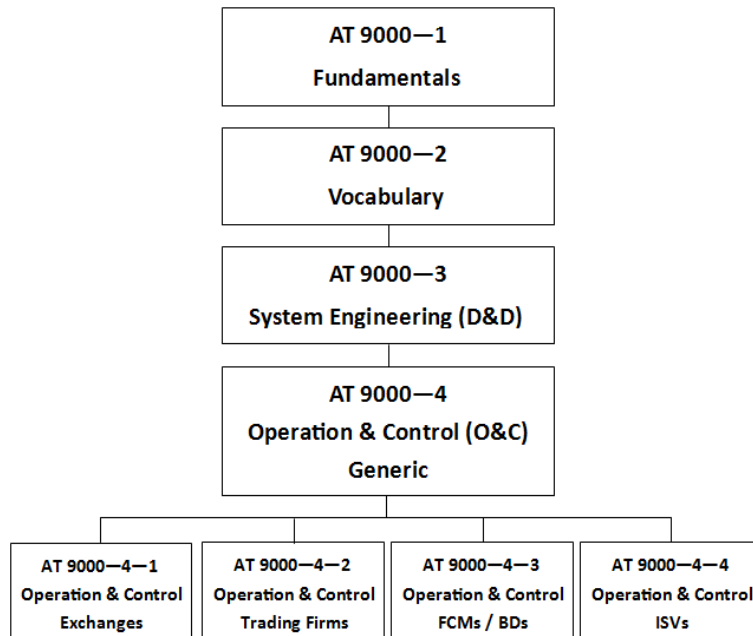 AT 9000—1
Fundamentals
AT 9000—2
Vocabulary
AT 9000—3
System Engineering (D&D)
AT 9000—4
Operation & Control (O&C)
Generic
AT 9000—4—1
Operation & Control
Exchanges
AT 9000—4—2
Operation & Control
Trading Firms
AT 9000—4—3
Operation & Control
FCMs / BDs
AT 9000—4—4
Operation & Control
ISVs